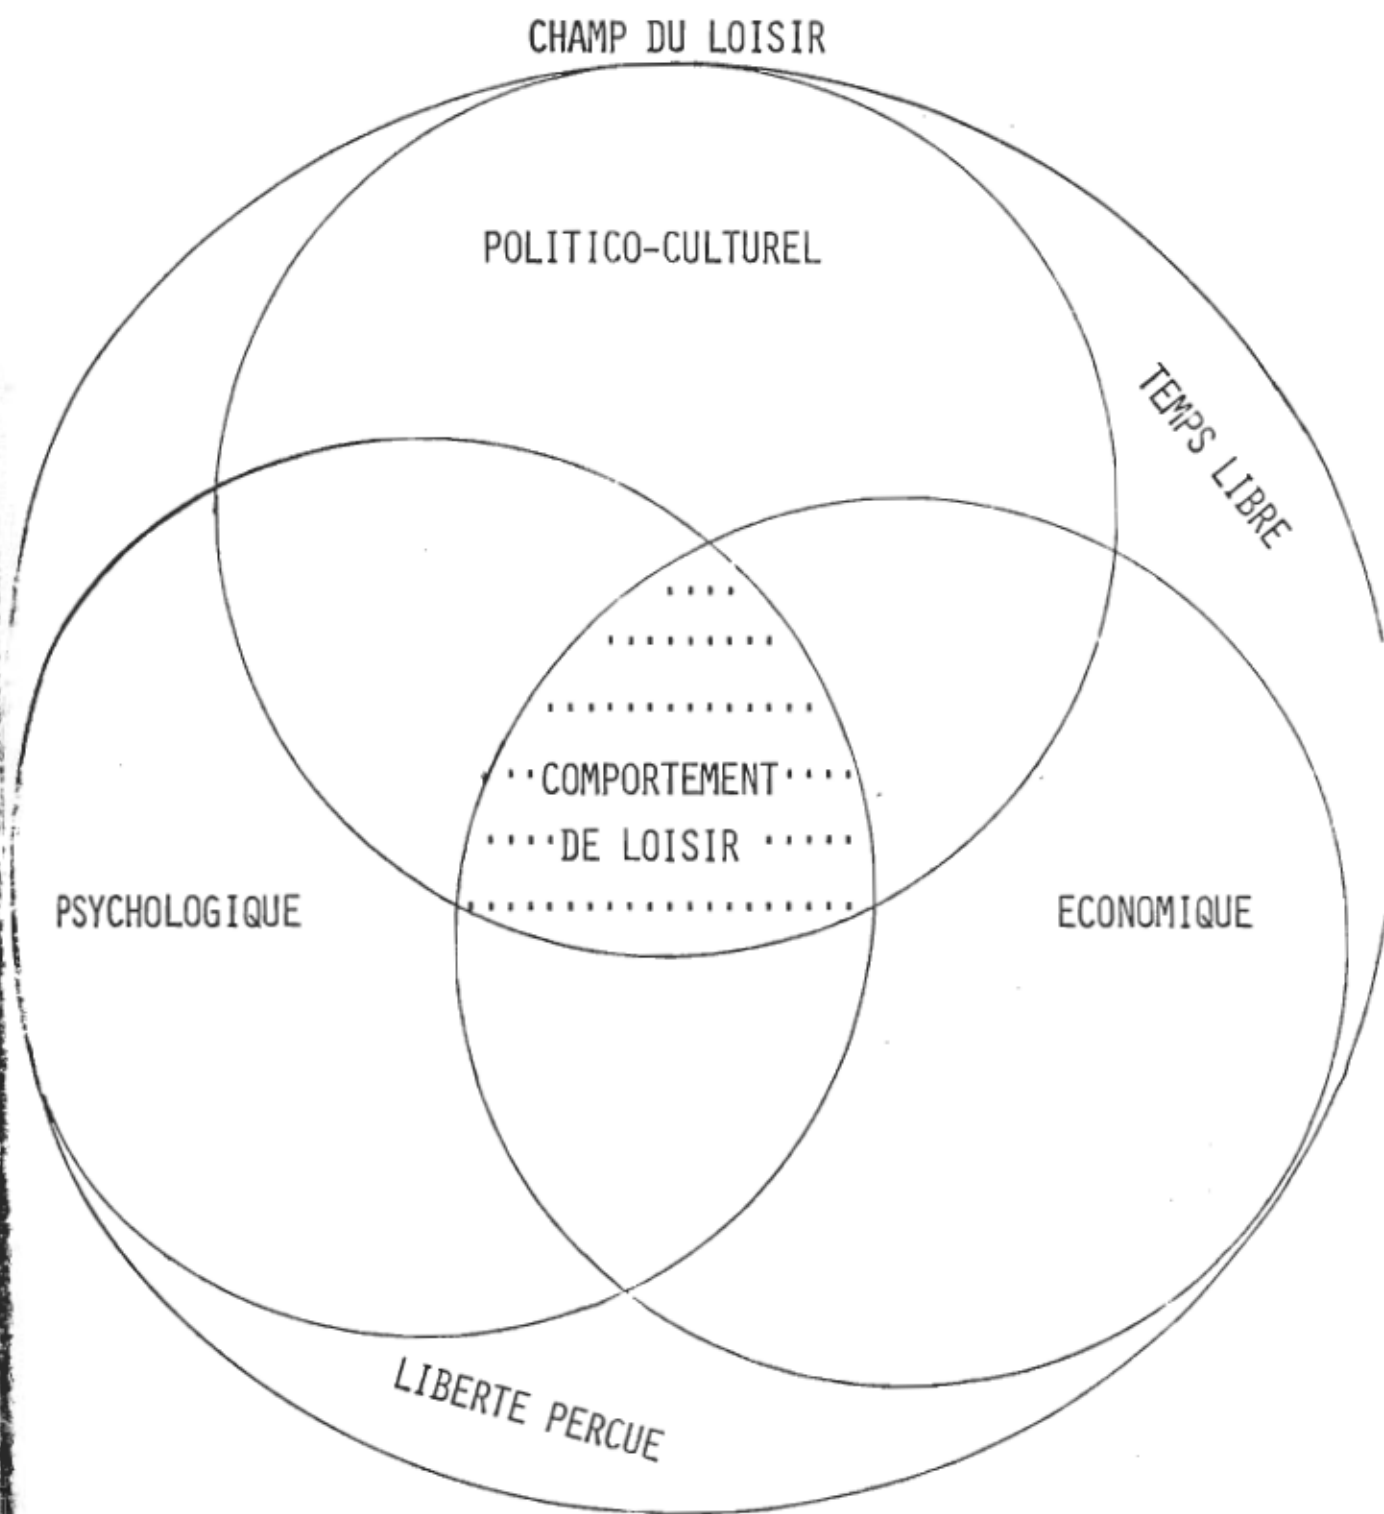 CHAMP DU LOISIR
POLITICO-CULTUREL
TEMPS LIBRE
COMPORTEMENT
DE LOISIR
PSYCHOLOGIQUE
ECONOMIQUE
LIBERTE PERCUE